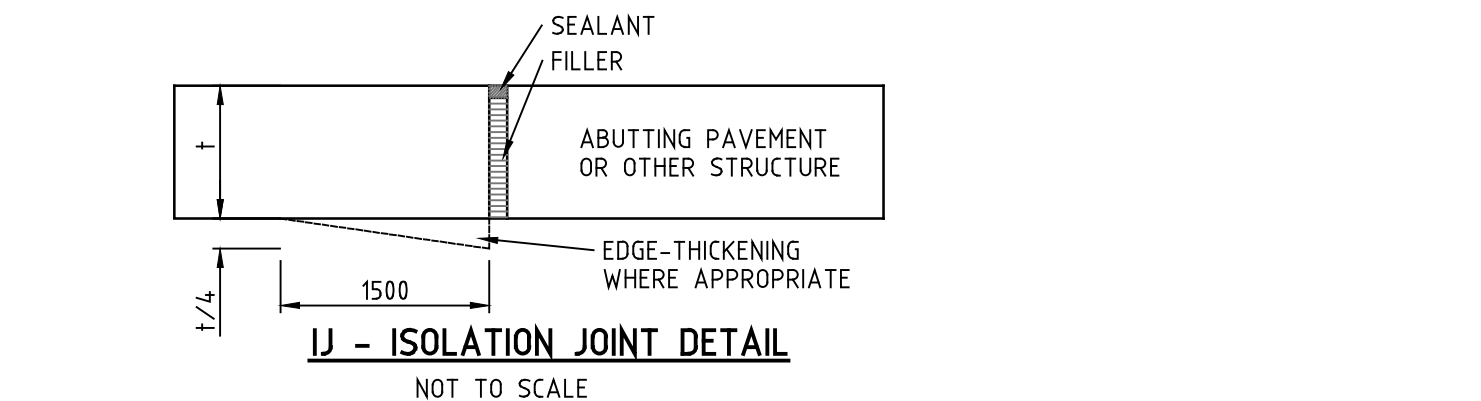 SEALANT
FILLER
t
ABUTTING PAVEMENT
OR OTHER STRUCTURE
EDGE-THICKENING
WHERE APPROPRIATE
t/4
1500
IJ - ISOLATION JOINT DETAIL
NOT TO SCALE